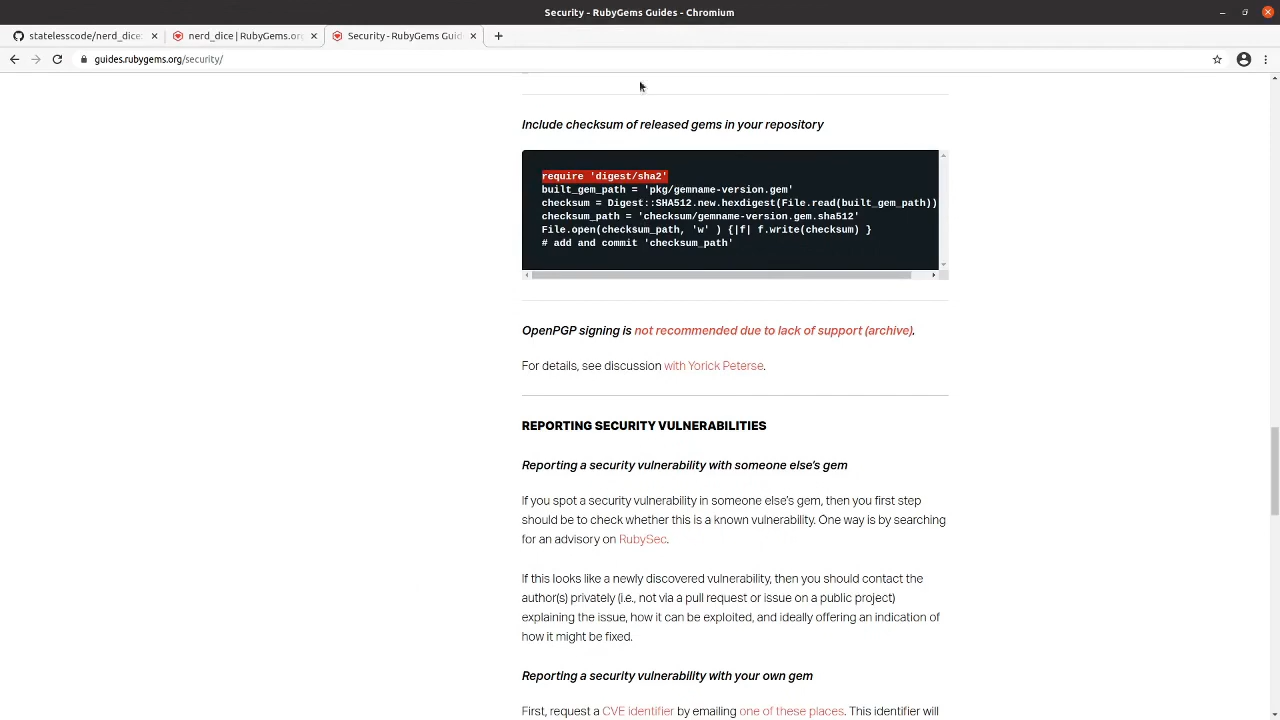 Security - RubyGems Guides - Chromium
statelesscode/nerd_dice:
nerd_dice | RubyGems.org
Security - RubyGems Guid
guides.rubygems.org/security/
Include checksum of released gems in your repository
require 'digest/sha2'
built_gem_path = 'pkg/gemname-version.gem'
checksum = Digest::SHA512.new.hexdigest(File.read(built_gem_path))
checksum_path = 'checksum/gemname-version.gem.sha512'
File.open(checksum_path, 'w' ) {|f| f.write(checksum) }
# add and commit 'checksum_path'
OpenPGP signing is not recommended due to lack of support (archive).
For details, see discussion with Yorick Peterse.
REPORTING SECURITY VULNERABILITIES
Reporting a security vulnerability with someone else's gem
If you spot a security vulnerability in someone else's gem, then you first step
should be to check whether this is a known vulnerability. One way is by searching
for an advisory on RubySec.
If this looks like a newly discovered vulnerability, then you should contact the
author(s) privately (i.e., not via a pull request or issue on a public project)
explaining the issue, how it can be exploited, and ideally offering an indication of
how it might be fixed.
Reporting a security vulnerability with your own gem
First, request a CVE identifier by emailing one of these places. This identifier will